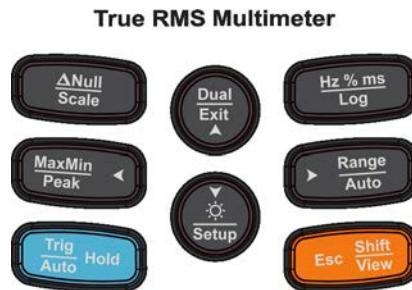 True RMS Multimeter
ΔNull
Scale
Dual
Exit
Hz % ms
Log
MaxMin
Peak
Range
Auto
Setup
Trig
Auto
Hold
Esc
Shift
View